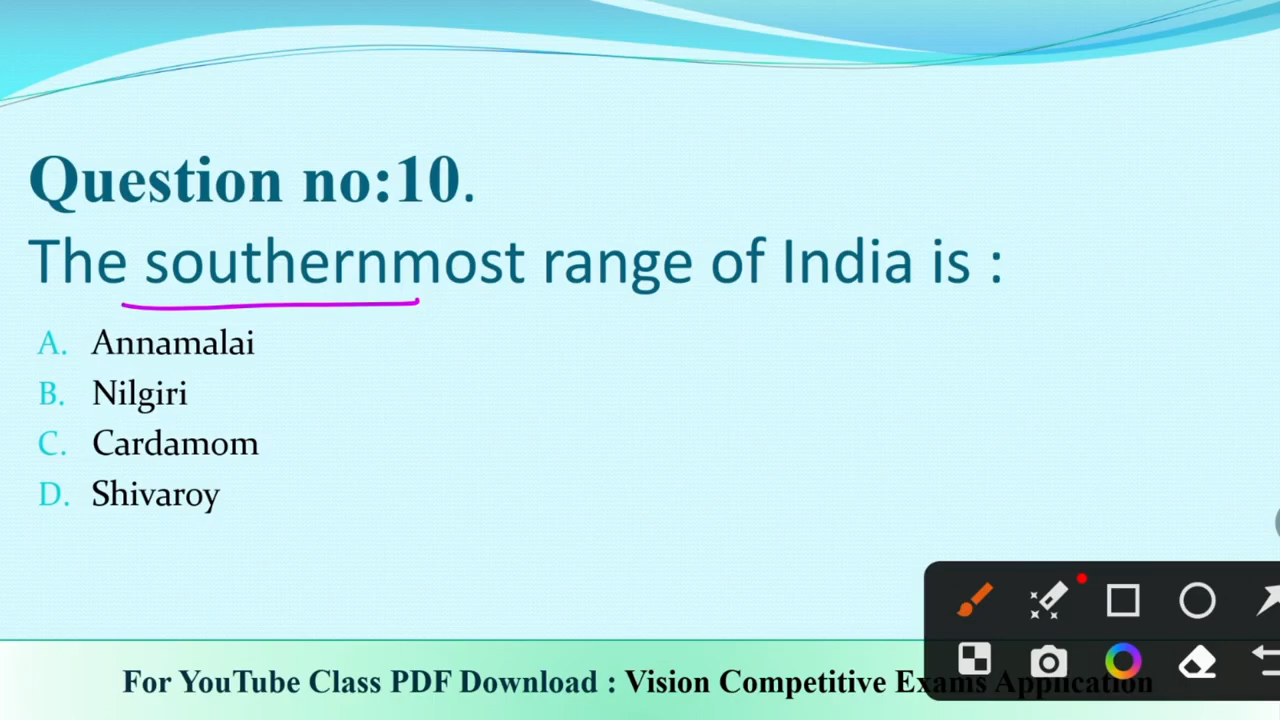 Question no:10.
The southernmost range of India is :
A. Annamalai
B. Nilgiri
C. Cardamom
D. Shivaroy
For YouTube Class PDF Download : Vision Competitive Exams Application